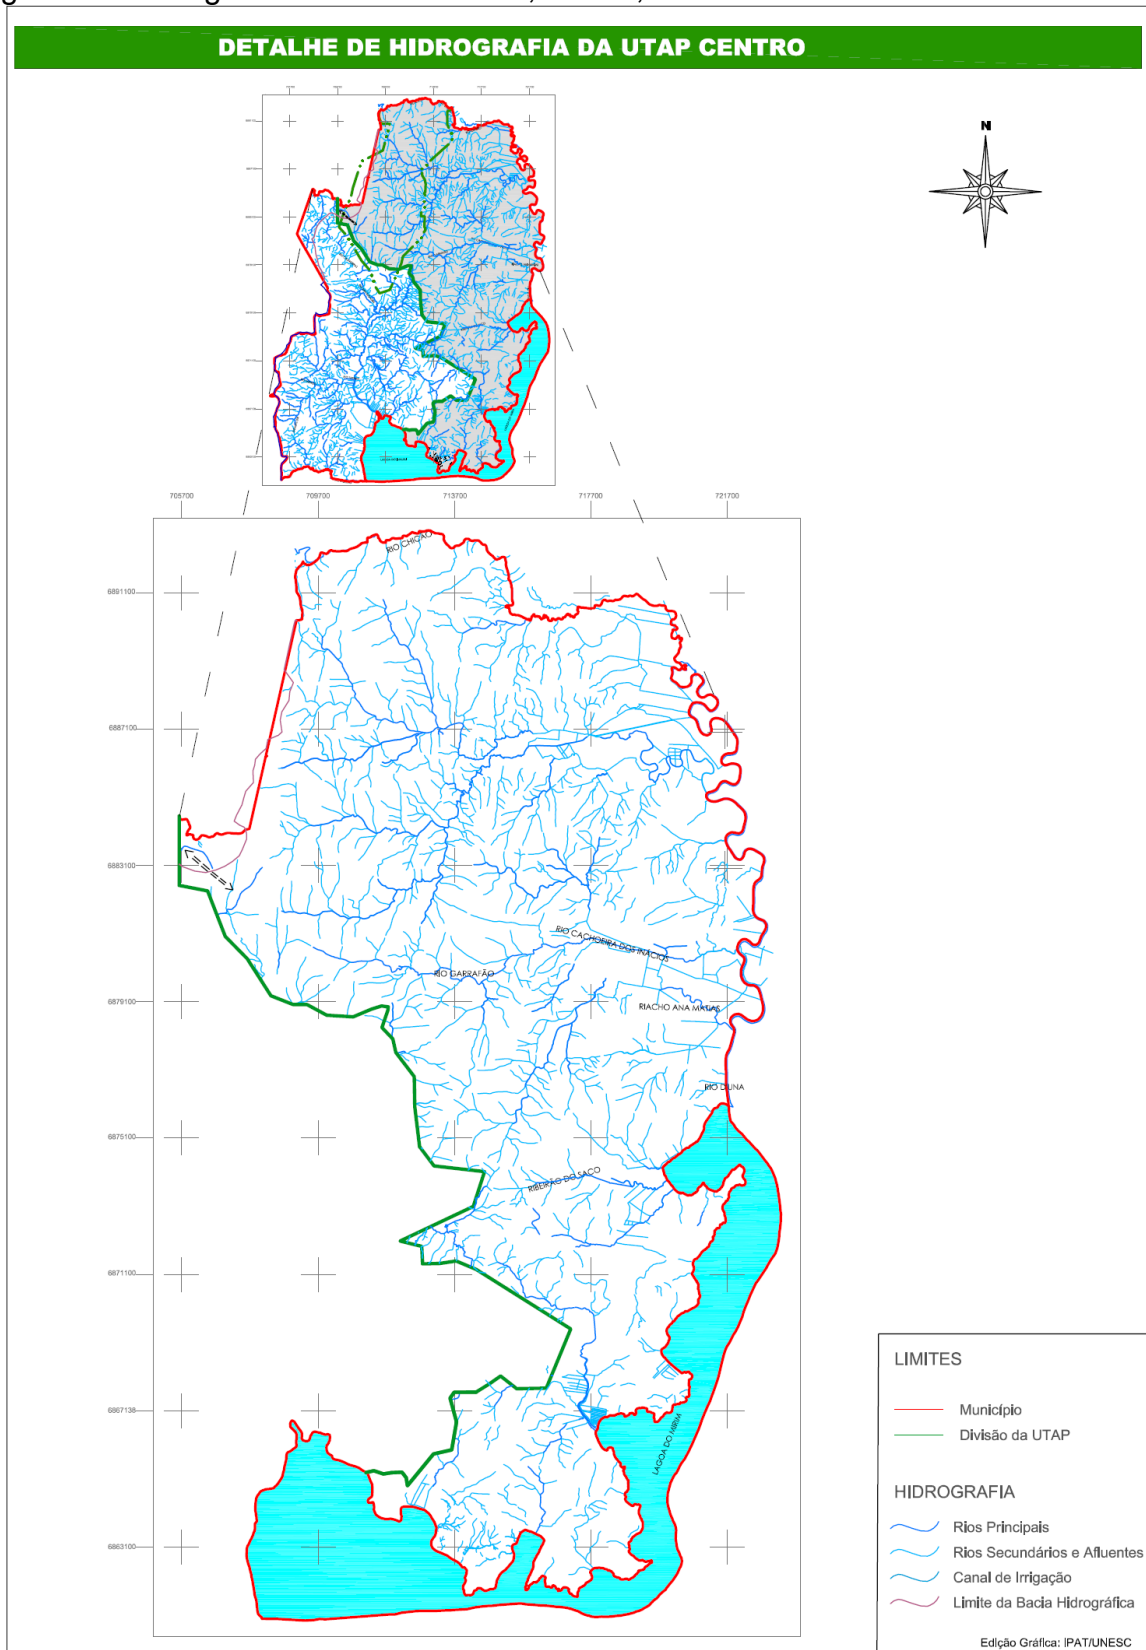 DETALHE DE HIDROGRAFIA DA UTAP CENTRO
N
705700
709700
713700
717700
721700
RIO CHICÃO
6891100
6887100
6883100
RIO CACHOEIRA DOS INÁCIOS
RIO GARRAFÃO
6879100
RIACHO ANA MATIAS
RIO D'UNA
6875100
RIBEIRÃO DO SACO
6871100
LIMITES
Município
Divisão da UTAP
6867138
LAGOA DO MIRIM
HIDROGRAFIA
Rios Principais
Rios Secundários e Afluentes
6863100
Canal de Irrigação
Limite da Bacia Hidrográfica
Edição Gráfica: IPAT/UNESC